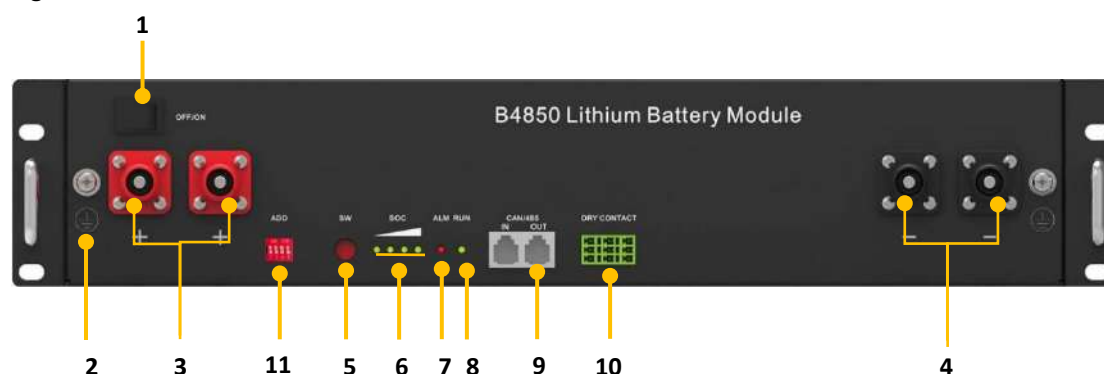 1
B4850 Lithium Battery Module
OFF/ON
ADD
SW
SOC
ALM RUN
CAN/485
IN OUT
DRY CONTACT
+ +
− −
2 3 11 5 6 7 8 9 10 4